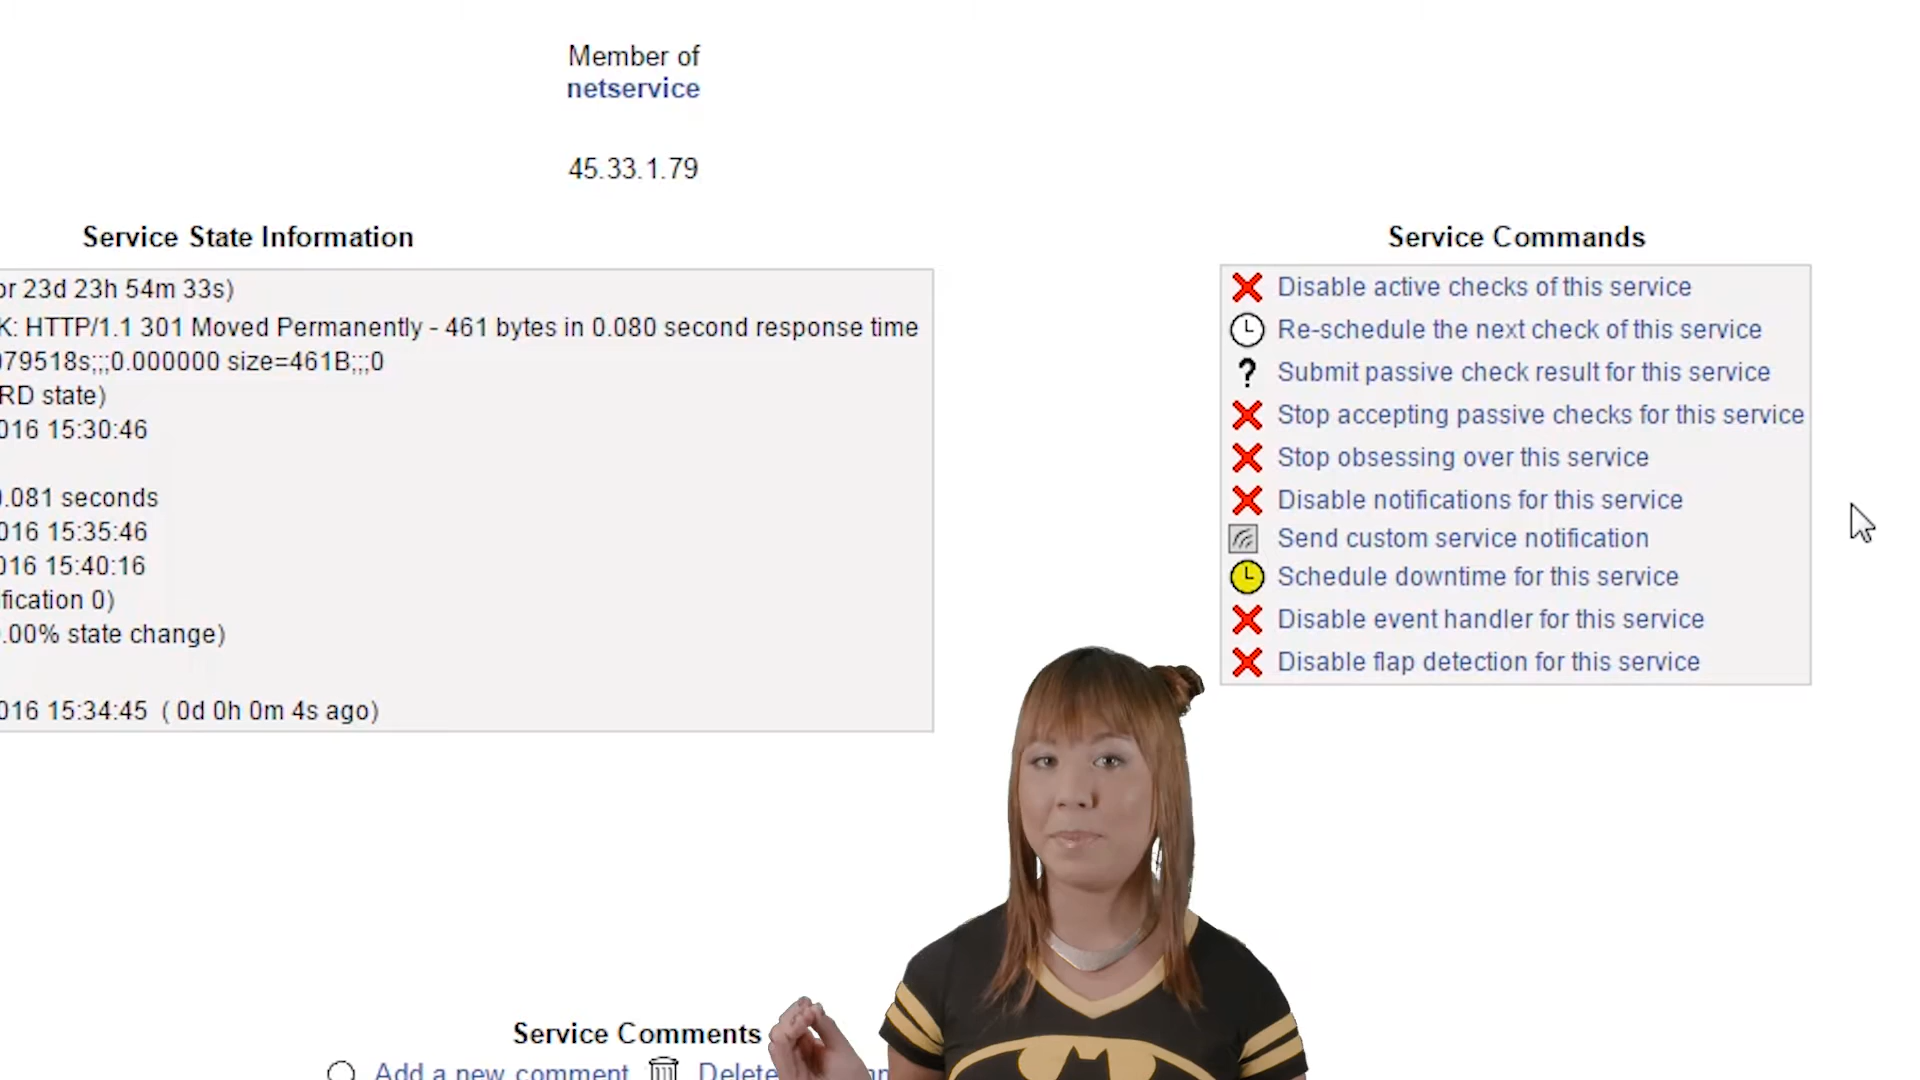 Member of
netservice
45.33.1.79
Service State Information
or 23d 23h 54m 33s)
K: HTTP/1.1 301 Moved Permanently - 461 bytes in 0.080 second response time
079518s;;;0.000000 size=461B;;;0
RD state)
016 15:30:46
0.081 seconds
016 15:35:46
016 15:40:16
fication 0)
.00% state change)
016 15:34:45 ( 0d 0h 0m 4s ago)
Service Commands
Disable active checks of this service
Re-schedule the next check of this service
Submit passive check result for this service
Stop accepting passive checks for this service
Stop obsessing over this service
Disable notifications for this service
Send custom service notification
Schedule downtime for this service
Disable event handler for this service
Disable flap detection for this service
Service Comments
Add a new comment Delete